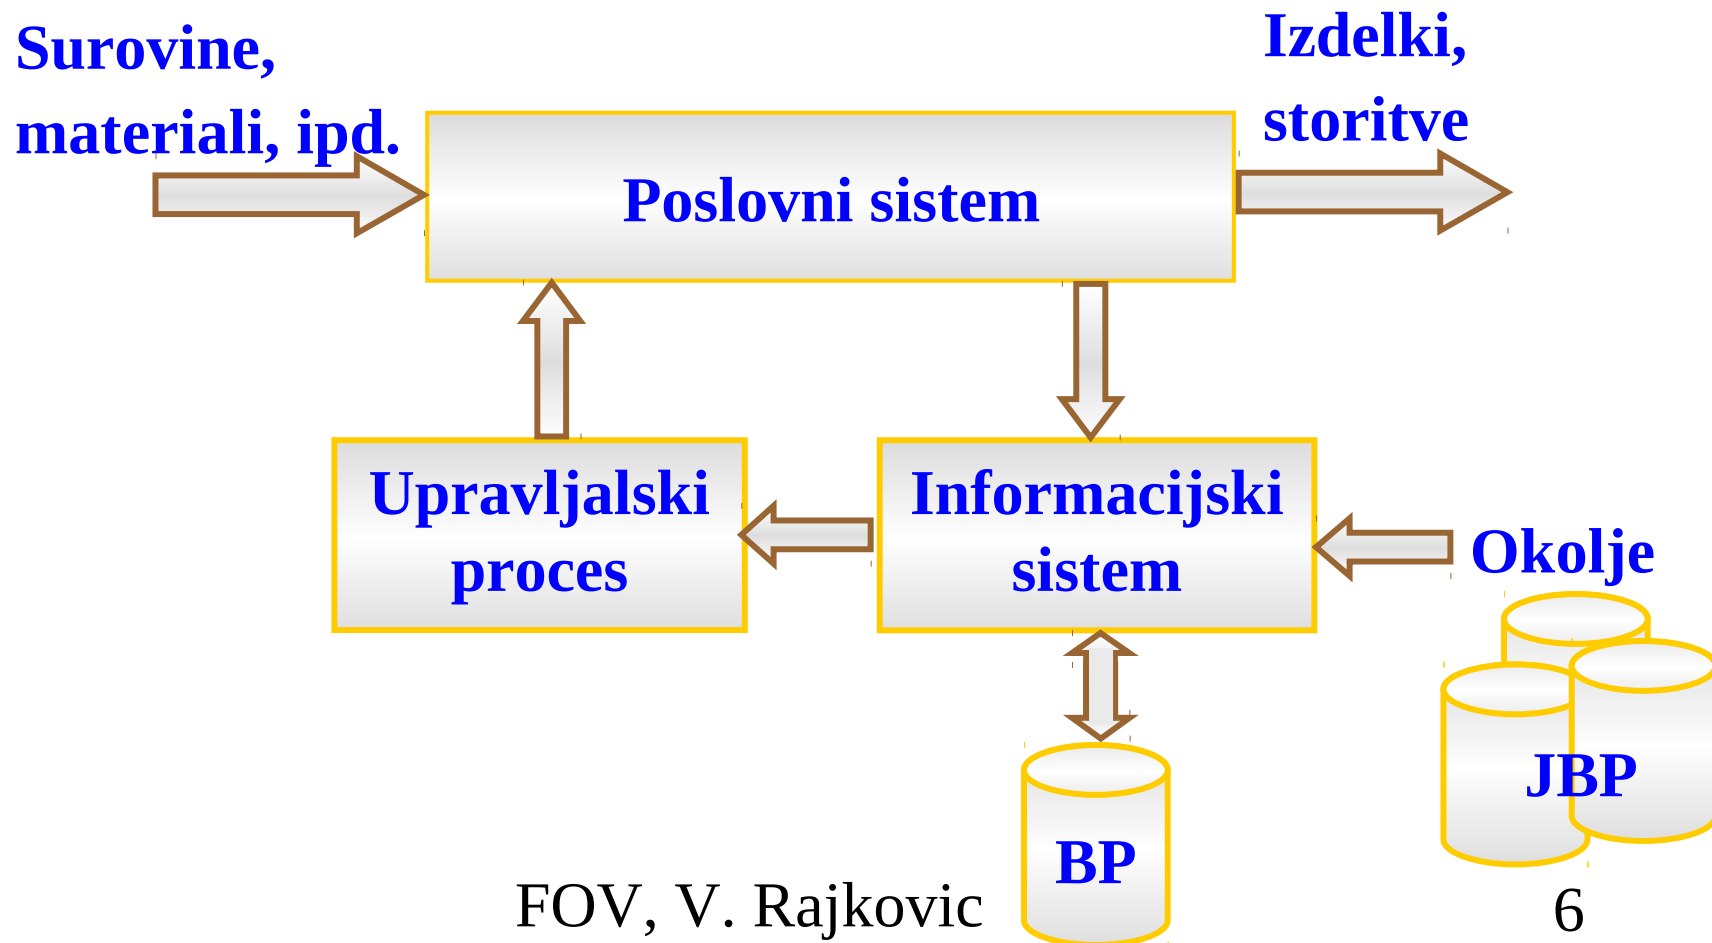 Surovine,
materiali, ipd.
Izdelki,
storitve
Poslovni sistem
Upravljalski
proces
Informacijski
sistem
Okolje
JBP
BP
FOV, V. Rajkovic
6